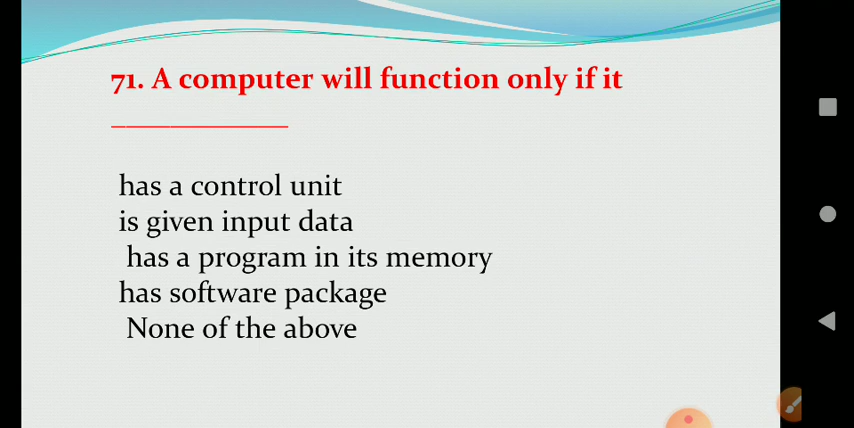 71. A computer will function only if it
____________
has a control unit
is given input data
has a program in its memory
has software package
None of the above